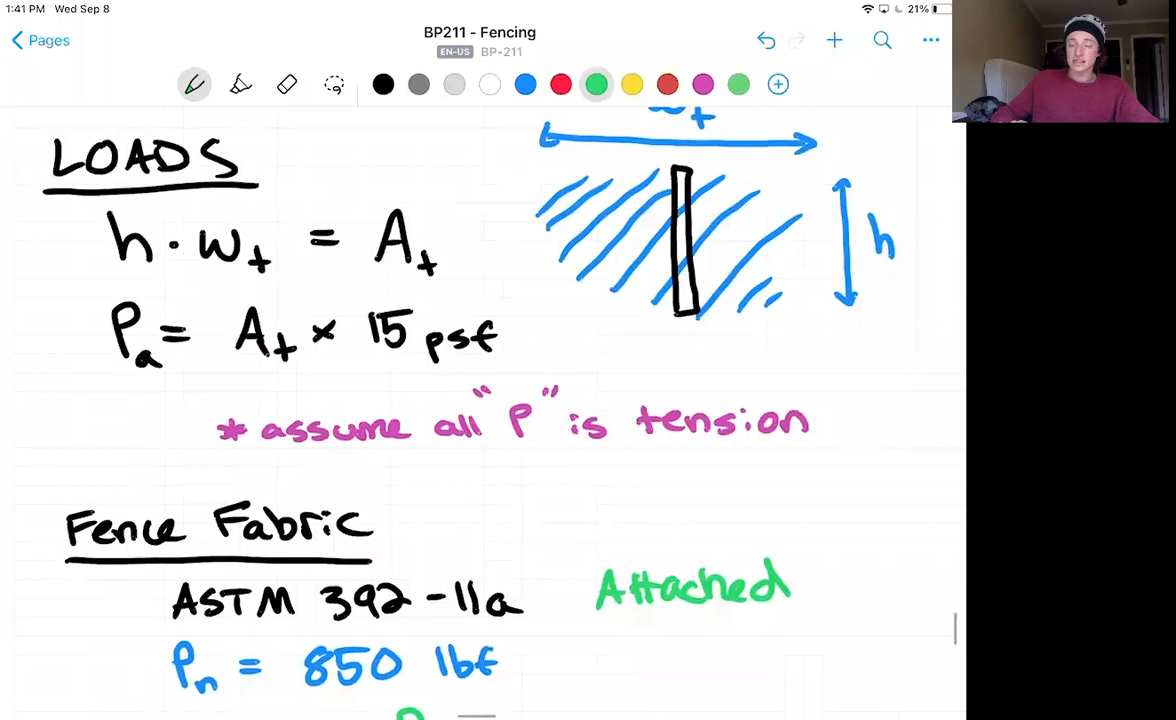 1:41 PM Wed Sep 8
21%
Pages
BP211 - Fencing
EN-US BP-211
wt
LOADS
h · wt = At
h
Pa = At × 15 psf
* assume all "P" is tension
Fence Fabric
ASTM 392-11a
Attached
Pn = 850 lbf